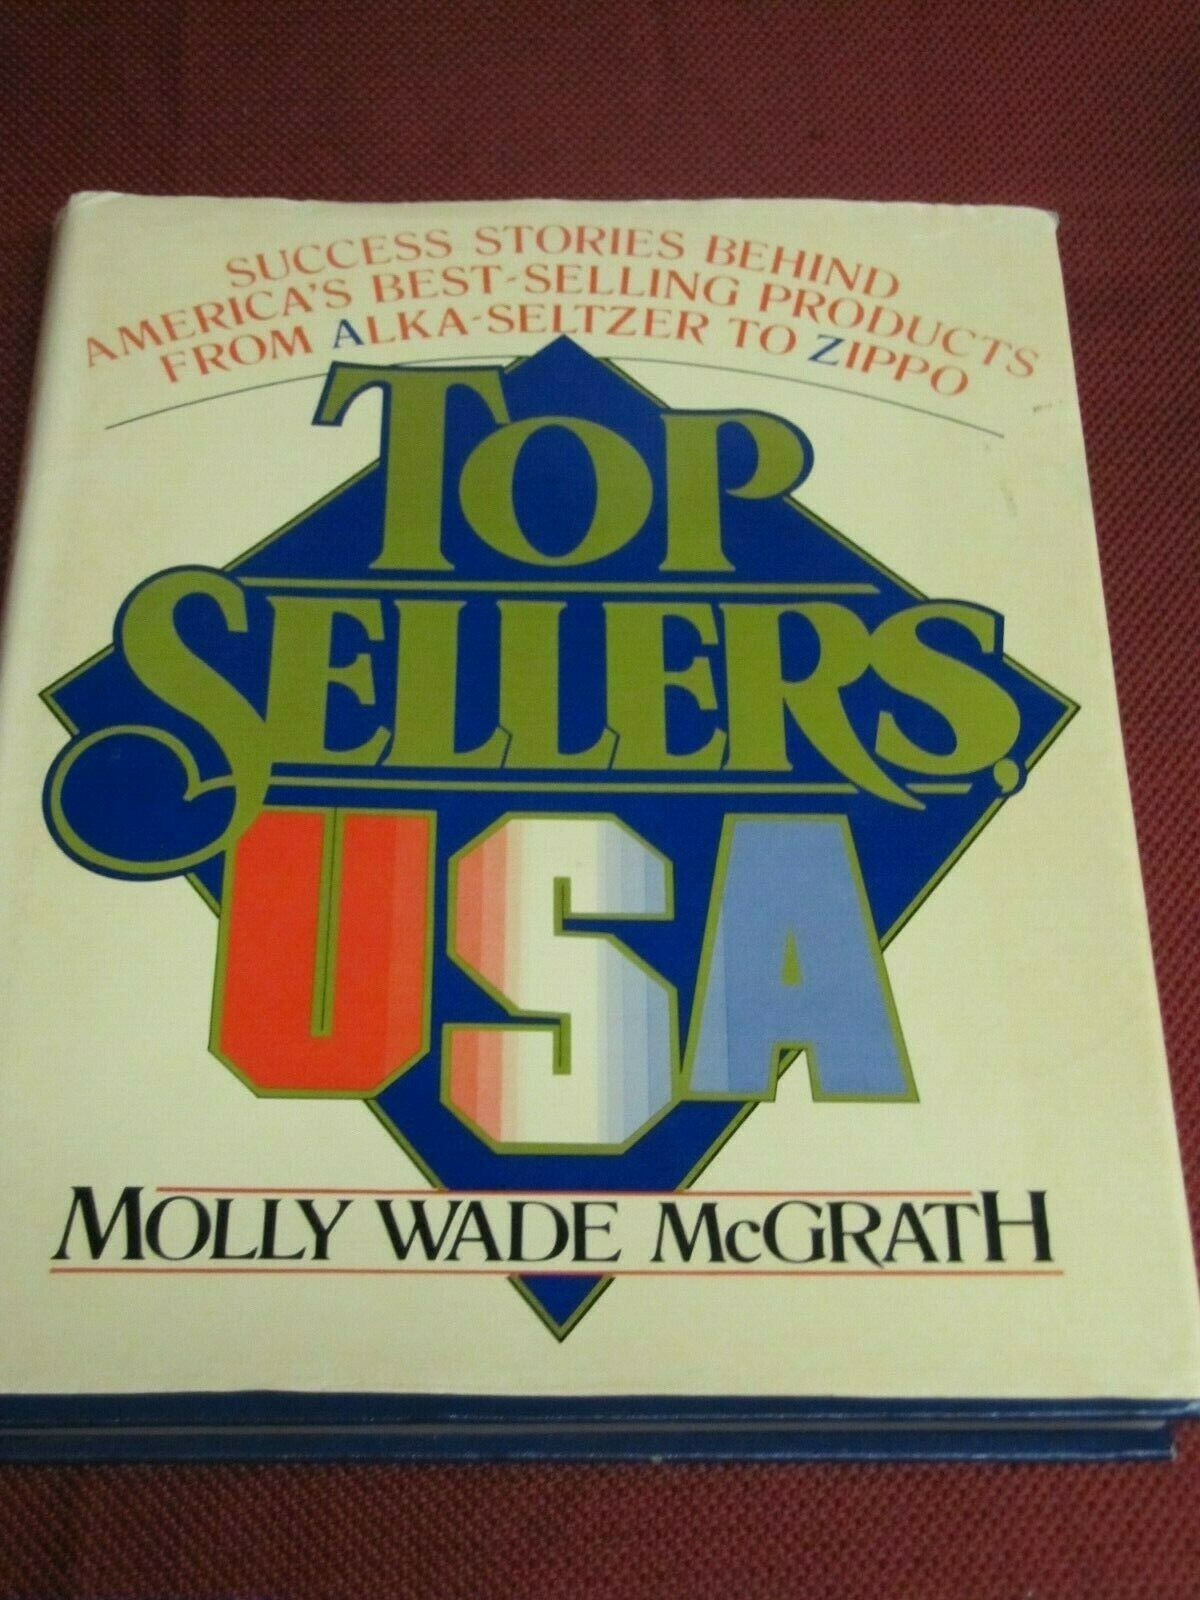 SUCCESS STORIES BEHIND
AMERICA'S BEST-SELLING PRODUCTS
FROM ALKA-SELTZER TO ZIPPO
TOP
SELLERS,
USA
MOLLY WADE McGRATH